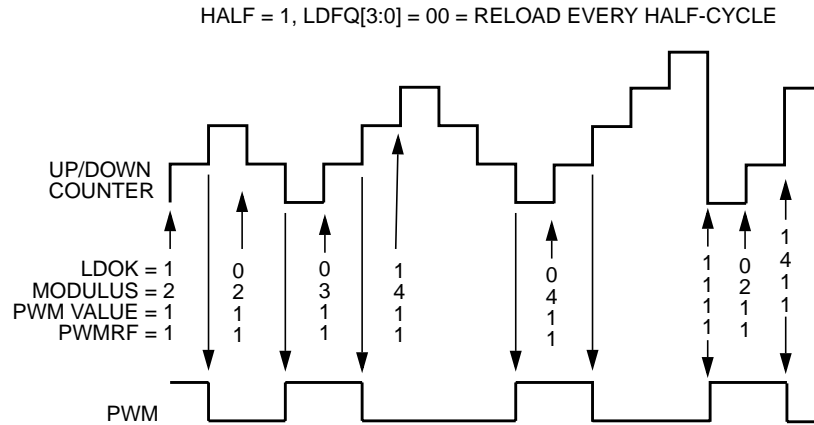 HALF = 1, LDFQ[3:0] = 00 = RELOAD EVERY HALF-CYCLE
UP/DOWN
COUNTER
LDOK = 1 0 0 1 0 1 0 1
MODULUS = 2 2 3 4 4 1 2 4
PWM VALUE = 1 1 1 1 1 1 1 1
PWMRF = 1 1 1 1 1 1 1 1
PWM